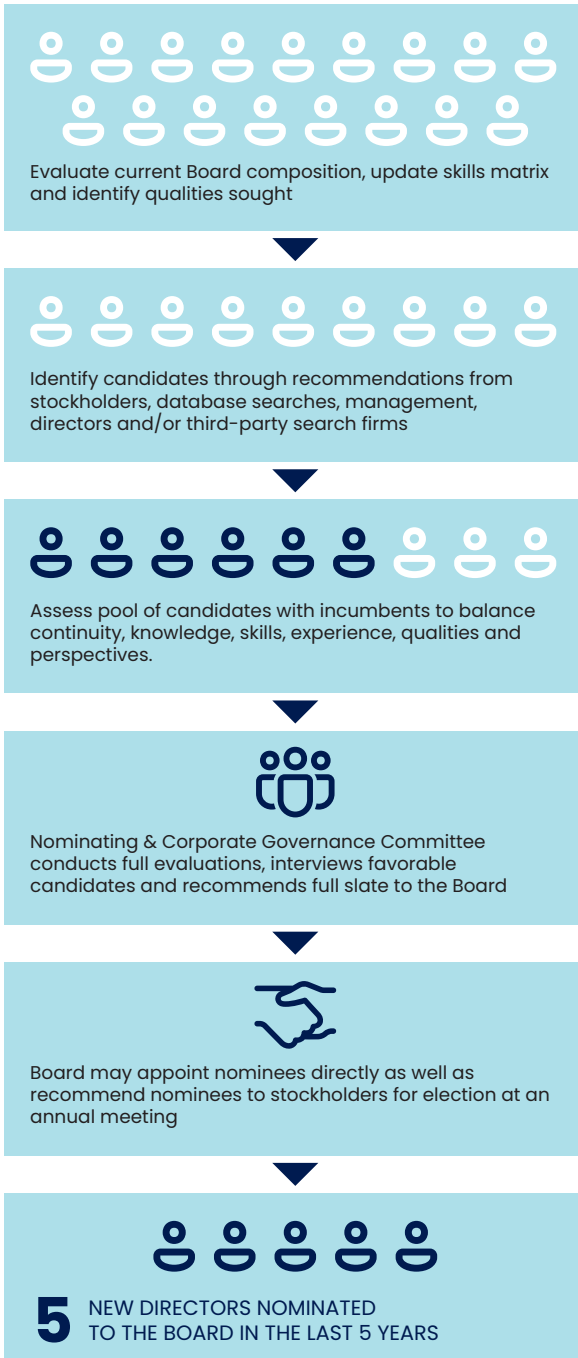 Evaluate current Board composition, update skills matrix
and identify qualities sought
Identify candidates through recommendations from
stockholders, database searches, management,
directors and/or third-party search firms
Assess pool of candidates with incumbents to balance
continuity, knowledge, skills, experience, qualities and
perspectives.
Nominating & Corporate Governance Committee
conducts full evaluations, interviews favorable
candidates and recommends full slate to the Board
Board may appoint nominees directly as well as
recommend nominees to stockholders for election at an
annual meeting
5 NEW DIRECTORS NOMINATED
TO THE BOARD IN THE LAST 5 YEARS